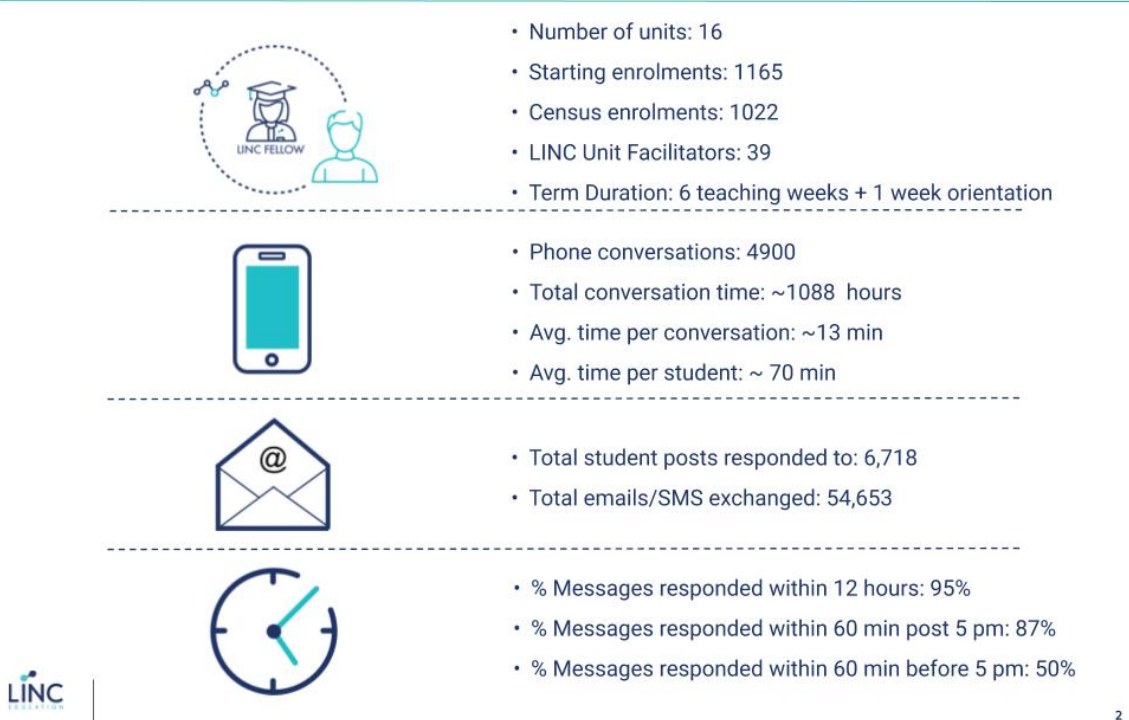 • Number of units: 16
• Starting enrolments: 1165
• Census enrolments: 1022
LINC FELLOW
• LINC Unit Facilitators: 39
• Term Duration: 6 teaching weeks + 1 week orientation
• Phone conversations: 4900
• Total conversation time: ~1088 hours
• Avg. time per conversation: ~13 min
• Avg. time per student: ~ 70 min
@
• Total student posts responded to: 6,718
• Total emails/SMS exchanged: 54,653
• % Messages responded within 12 hours: 95%
• % Messages responded within 60 min post 5 pm: 87%
• % Messages responded within 60 min before 5 pm: 50%
LINC
EDUCATION
2